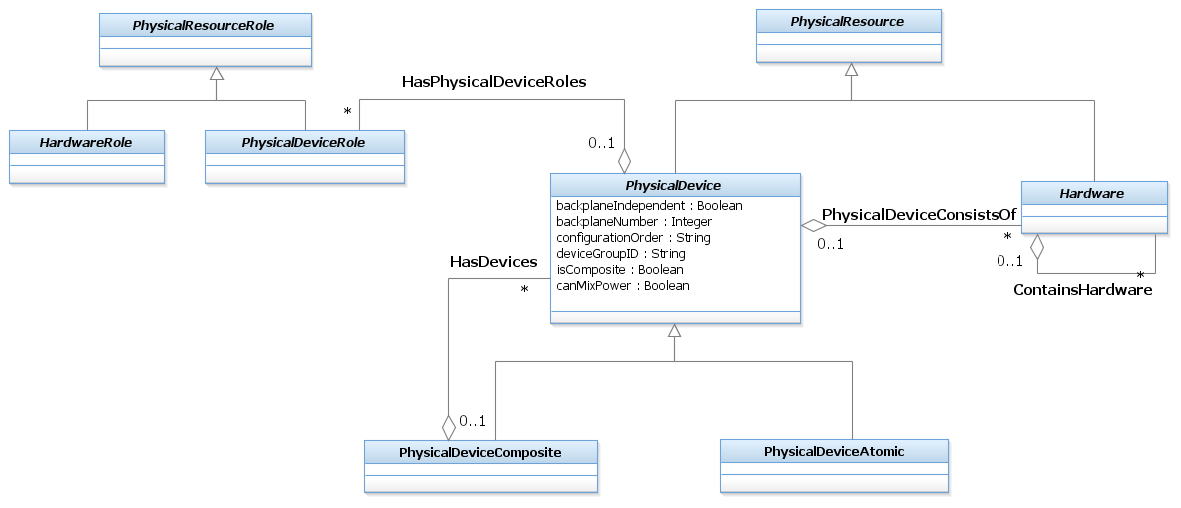 PhysicalResourceRole
PhysicalResource
HasPhysicalDeviceRoles
*
0..1
HardwareRole
PhysicalDeviceRole
PhysicalDevice
backplaneIndependent : Boolean
backplaneNumber : Integer
configurationOrder : String
deviceGroupID : String
isComposite : Boolean
canMixPower : Boolean
Hardware
PhysicalDeviceConsistsOf
0..1
*
0..1
*
ContainsHardware
HasDevices
*
0..1
PhysicalDeviceComposite
PhysicalDeviceAtomic